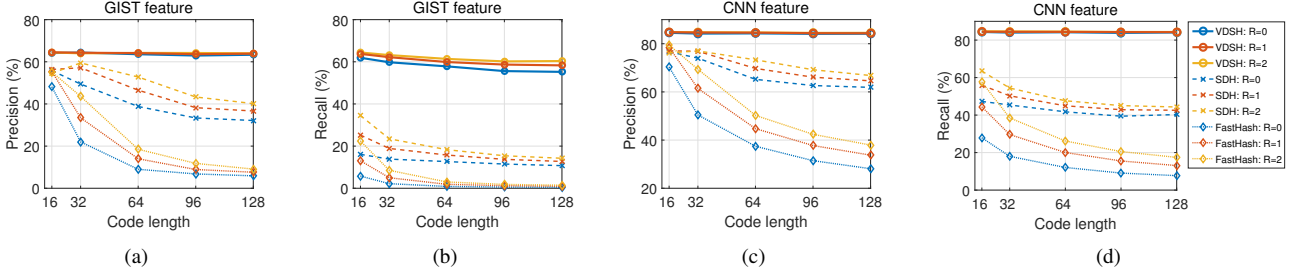 GIST feature
Precision (%)
80
60
40
20
0
16 32 64 96 128
Code length
(a)
GIST feature
Recall (%)
80
60
40
20
0
16 32 64 96 128
Code length
(b)
CNN feature
Precision (%)
80
60
40
20
16 32 64 96 128
Code length
(c)
CNN feature
Recall (%)
80
60
40
20
0
16 32 64 96 128
Code length
(d)
VDSH: R=0
VDSH: R=1
VDSH: R=2
SDH: R=0
SDH: R=1
SDH: R=2
FastHash: R=0
FastHash: R=1
FastHash: R=2